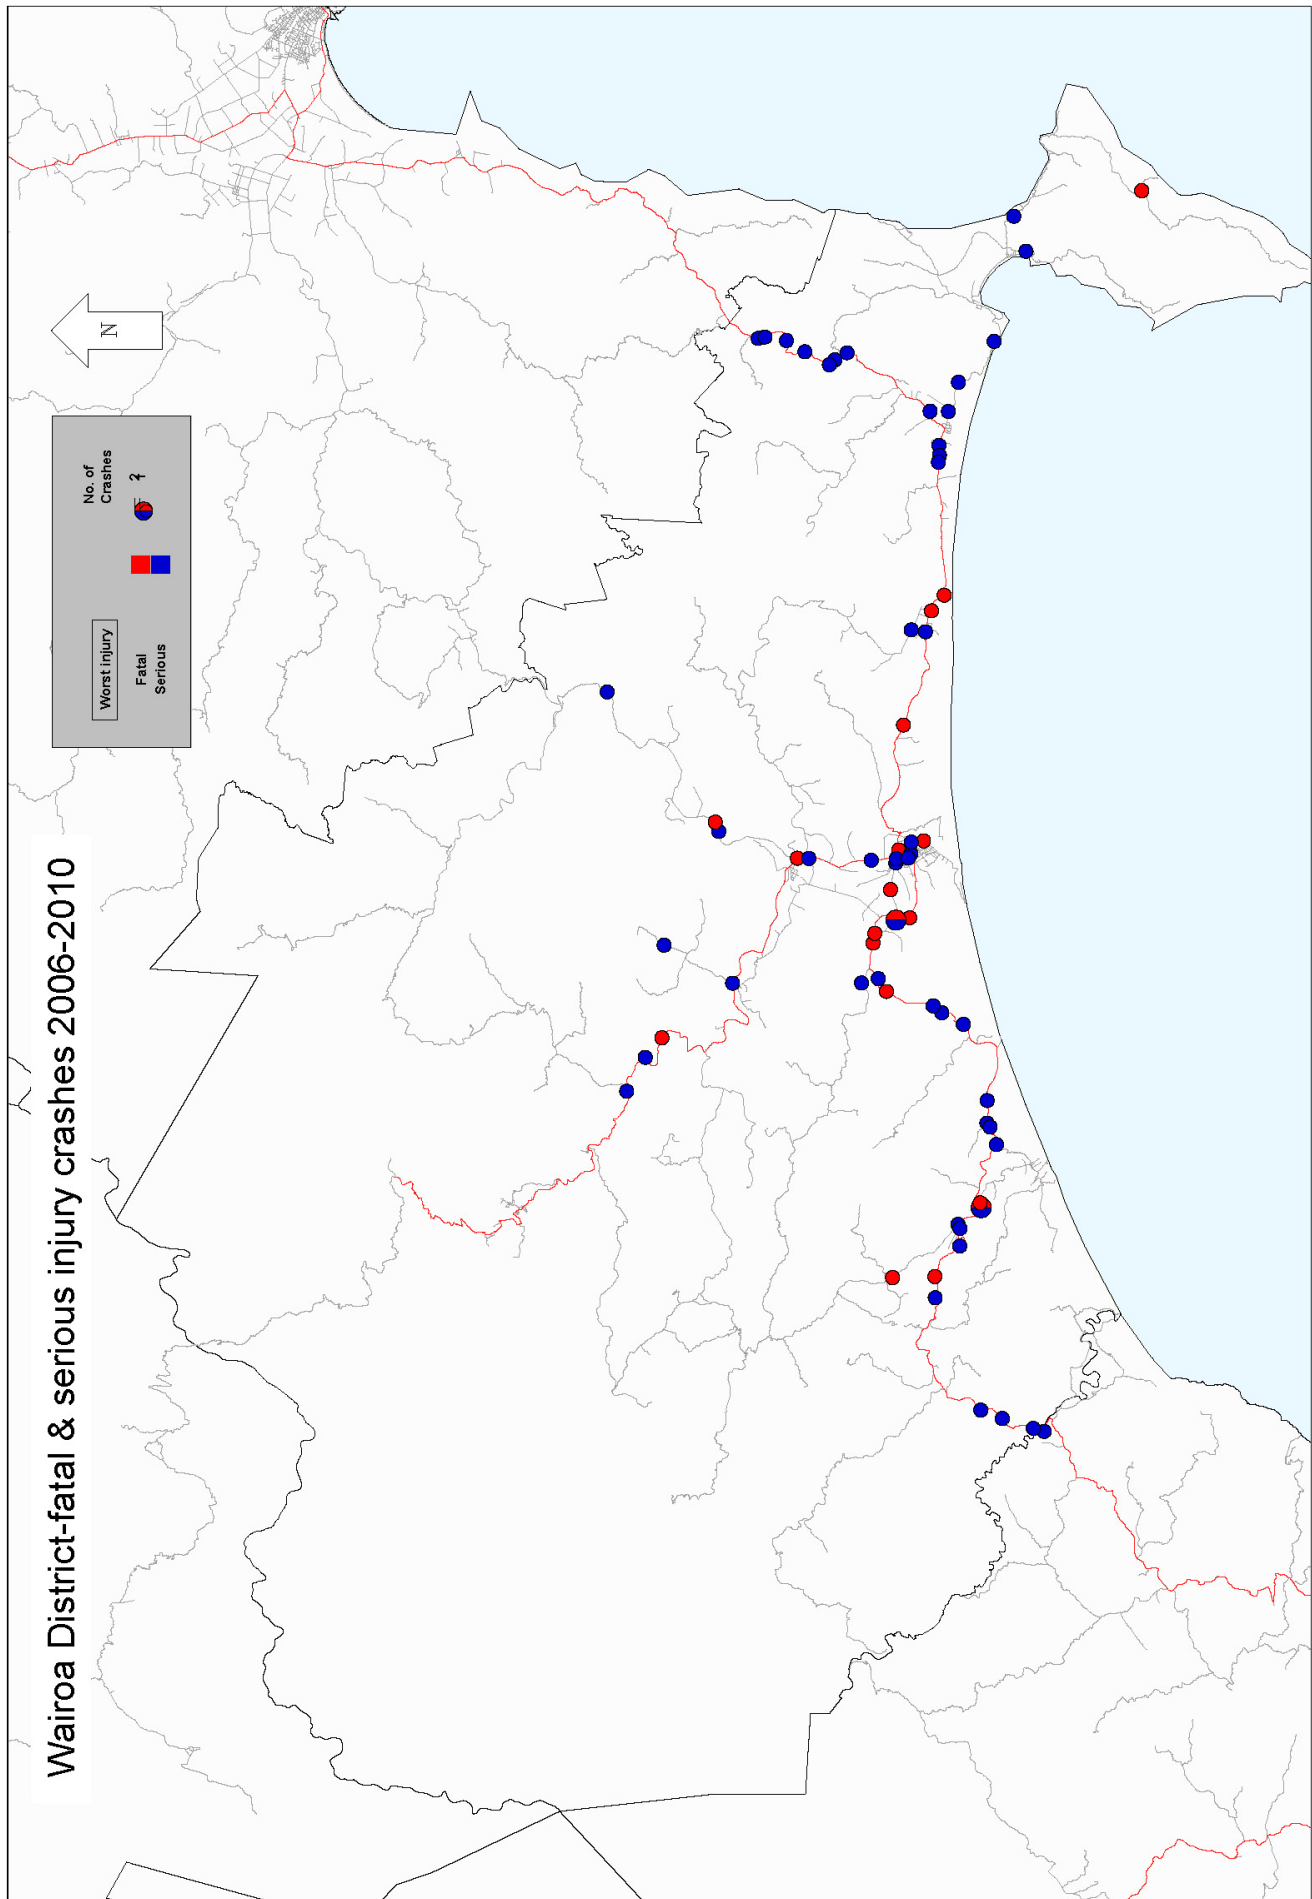 Wairoa District-fatal & serious injury crashes 2006-2010
Worst injury
No. of
Crashes
Fatal
Serious
2
1
N